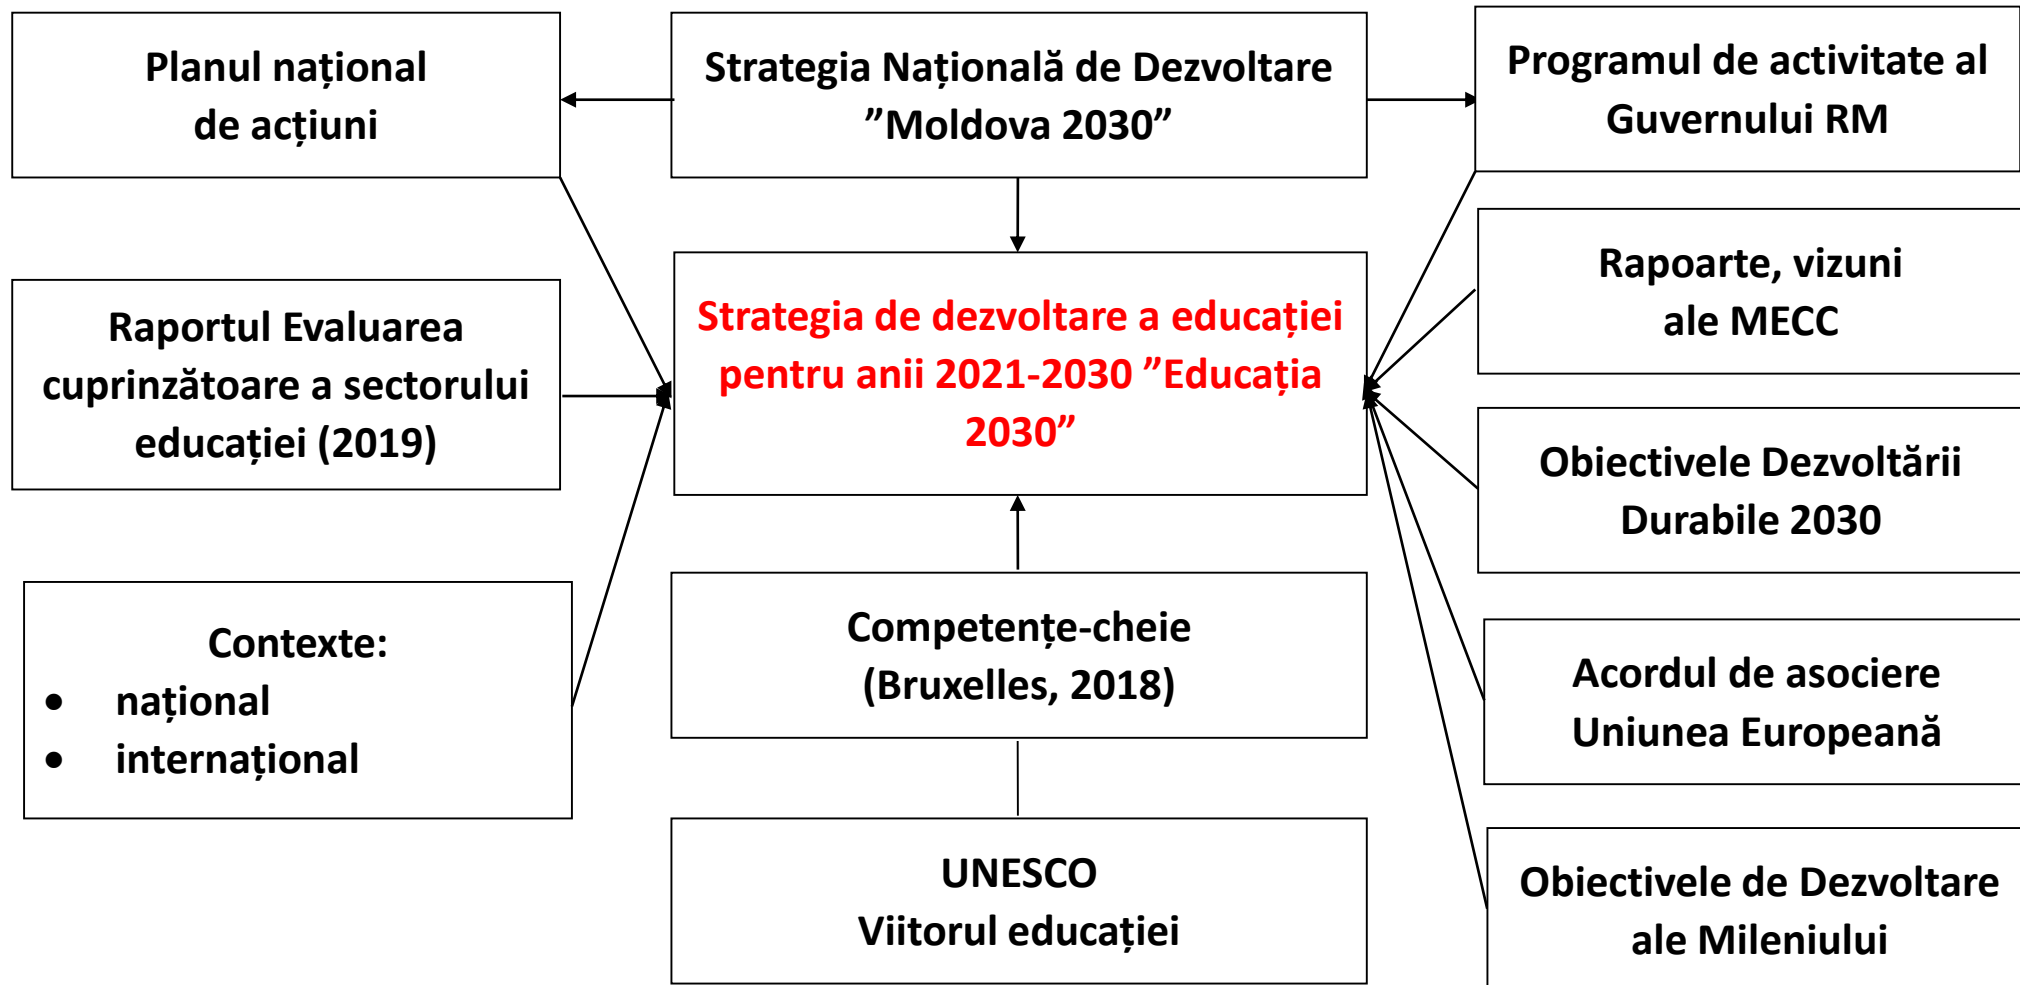 Planul național
de acțiuni
Strategia Națională de Dezvoltare
”Moldova 2030”
Programul de activitate al
Guvernului RM
Raportul Evaluarea
cuprinzătoare a sectorului
educației (2019)
Strategia de dezvoltare a educației
pentru anii 2021-2030 ”Educația
2030”
Rapoarte, vizuni
ale MECC
Obiectivele Dezvoltării
Durabile 2030
Contexte:
• național
• internațional
Competențe-cheie
(Bruxelles, 2018)
Acordul de asociere
Uniunea Europeană
UNESCO
Viitorul educației
Obiectivele de Dezvoltare
ale Mileniului